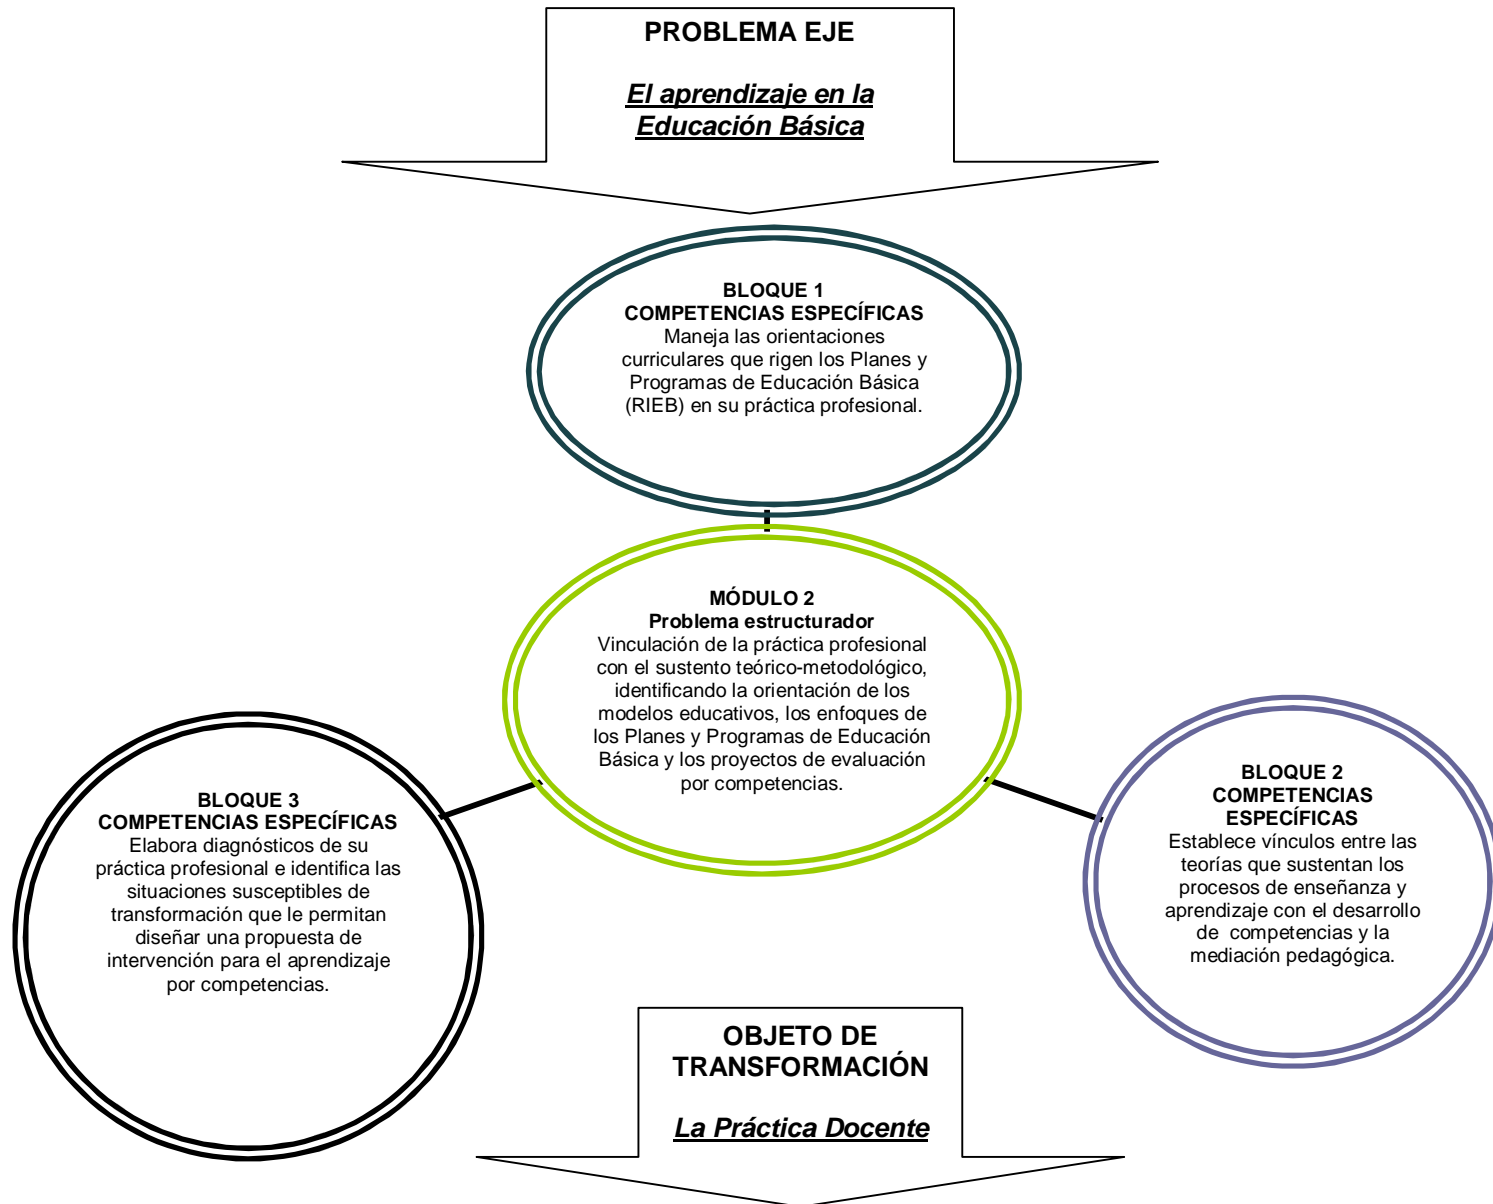 PROBLEMA EJE
El aprendizaje en la
Educación Básica
BLOQUE 1
COMPETENCIAS ESPECÍFICAS
Maneja las orientaciones
curriculares que rigen los Planes y
Programas de Educación Básica
(RIEB) en su práctica profesional.
MÓDULO 2
Problema estructurador
Vinculación de la práctica profesional
con el sustento teórico-metodológico,
identificando la orientación de los
modelos educativos, los enfoques de
los Planes y Programas de Educación
Básica y los proyectos de evaluación
por competencias.
BLOQUE 3
COMPETENCIAS ESPECÍFICAS
Elabora diagnósticos de su
práctica profesional e identifica las
situaciones susceptibles de
transformación que le permitan
diseñar una propuesta de
intervención para el aprendizaje
por competencias.
BLOQUE 2
COMPETENCIAS
ESPECÍFICAS
Establece vínculos entre las
teorías que sustentan los
procesos de enseñanza y
aprendizaje con el desarrollo
de competencias y la
mediación pedagógica.
OBJETO DE
TRANSFORMACIÓN
La Práctica Docente